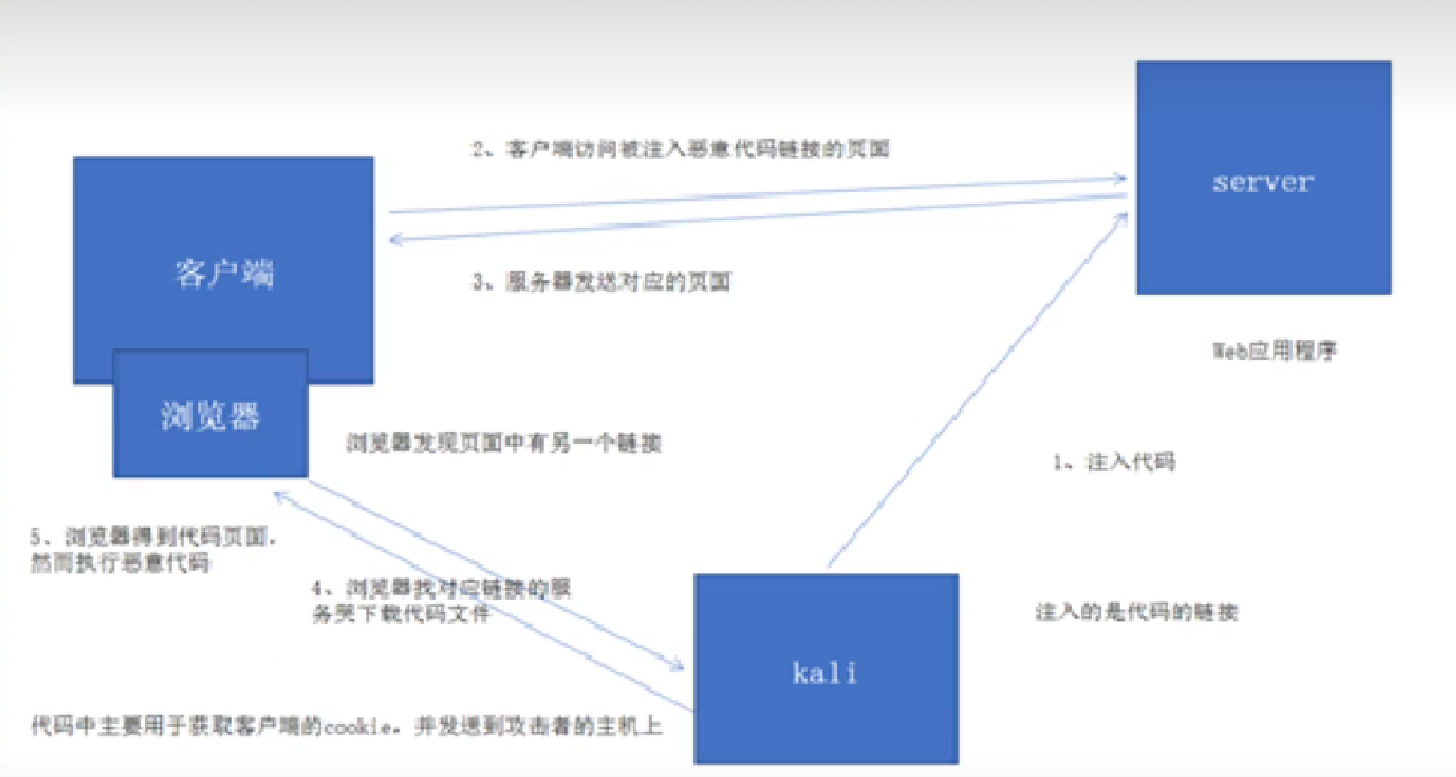 2、客户端访问被注入恶意代码链接的页面
server
客户端
3、服务器发送对应的页面
Web应用程序
浏览器
浏览器发现页面中有另一个链接
1、注入代码
5、浏览器得到代码页面，
然而执行恶意代码
4、浏览器找对应链接的服
务器下载代码文件
注入的是代码的链接
kali
代码中主要用于获取客户端的cookie。并发送到攻击者的主机上